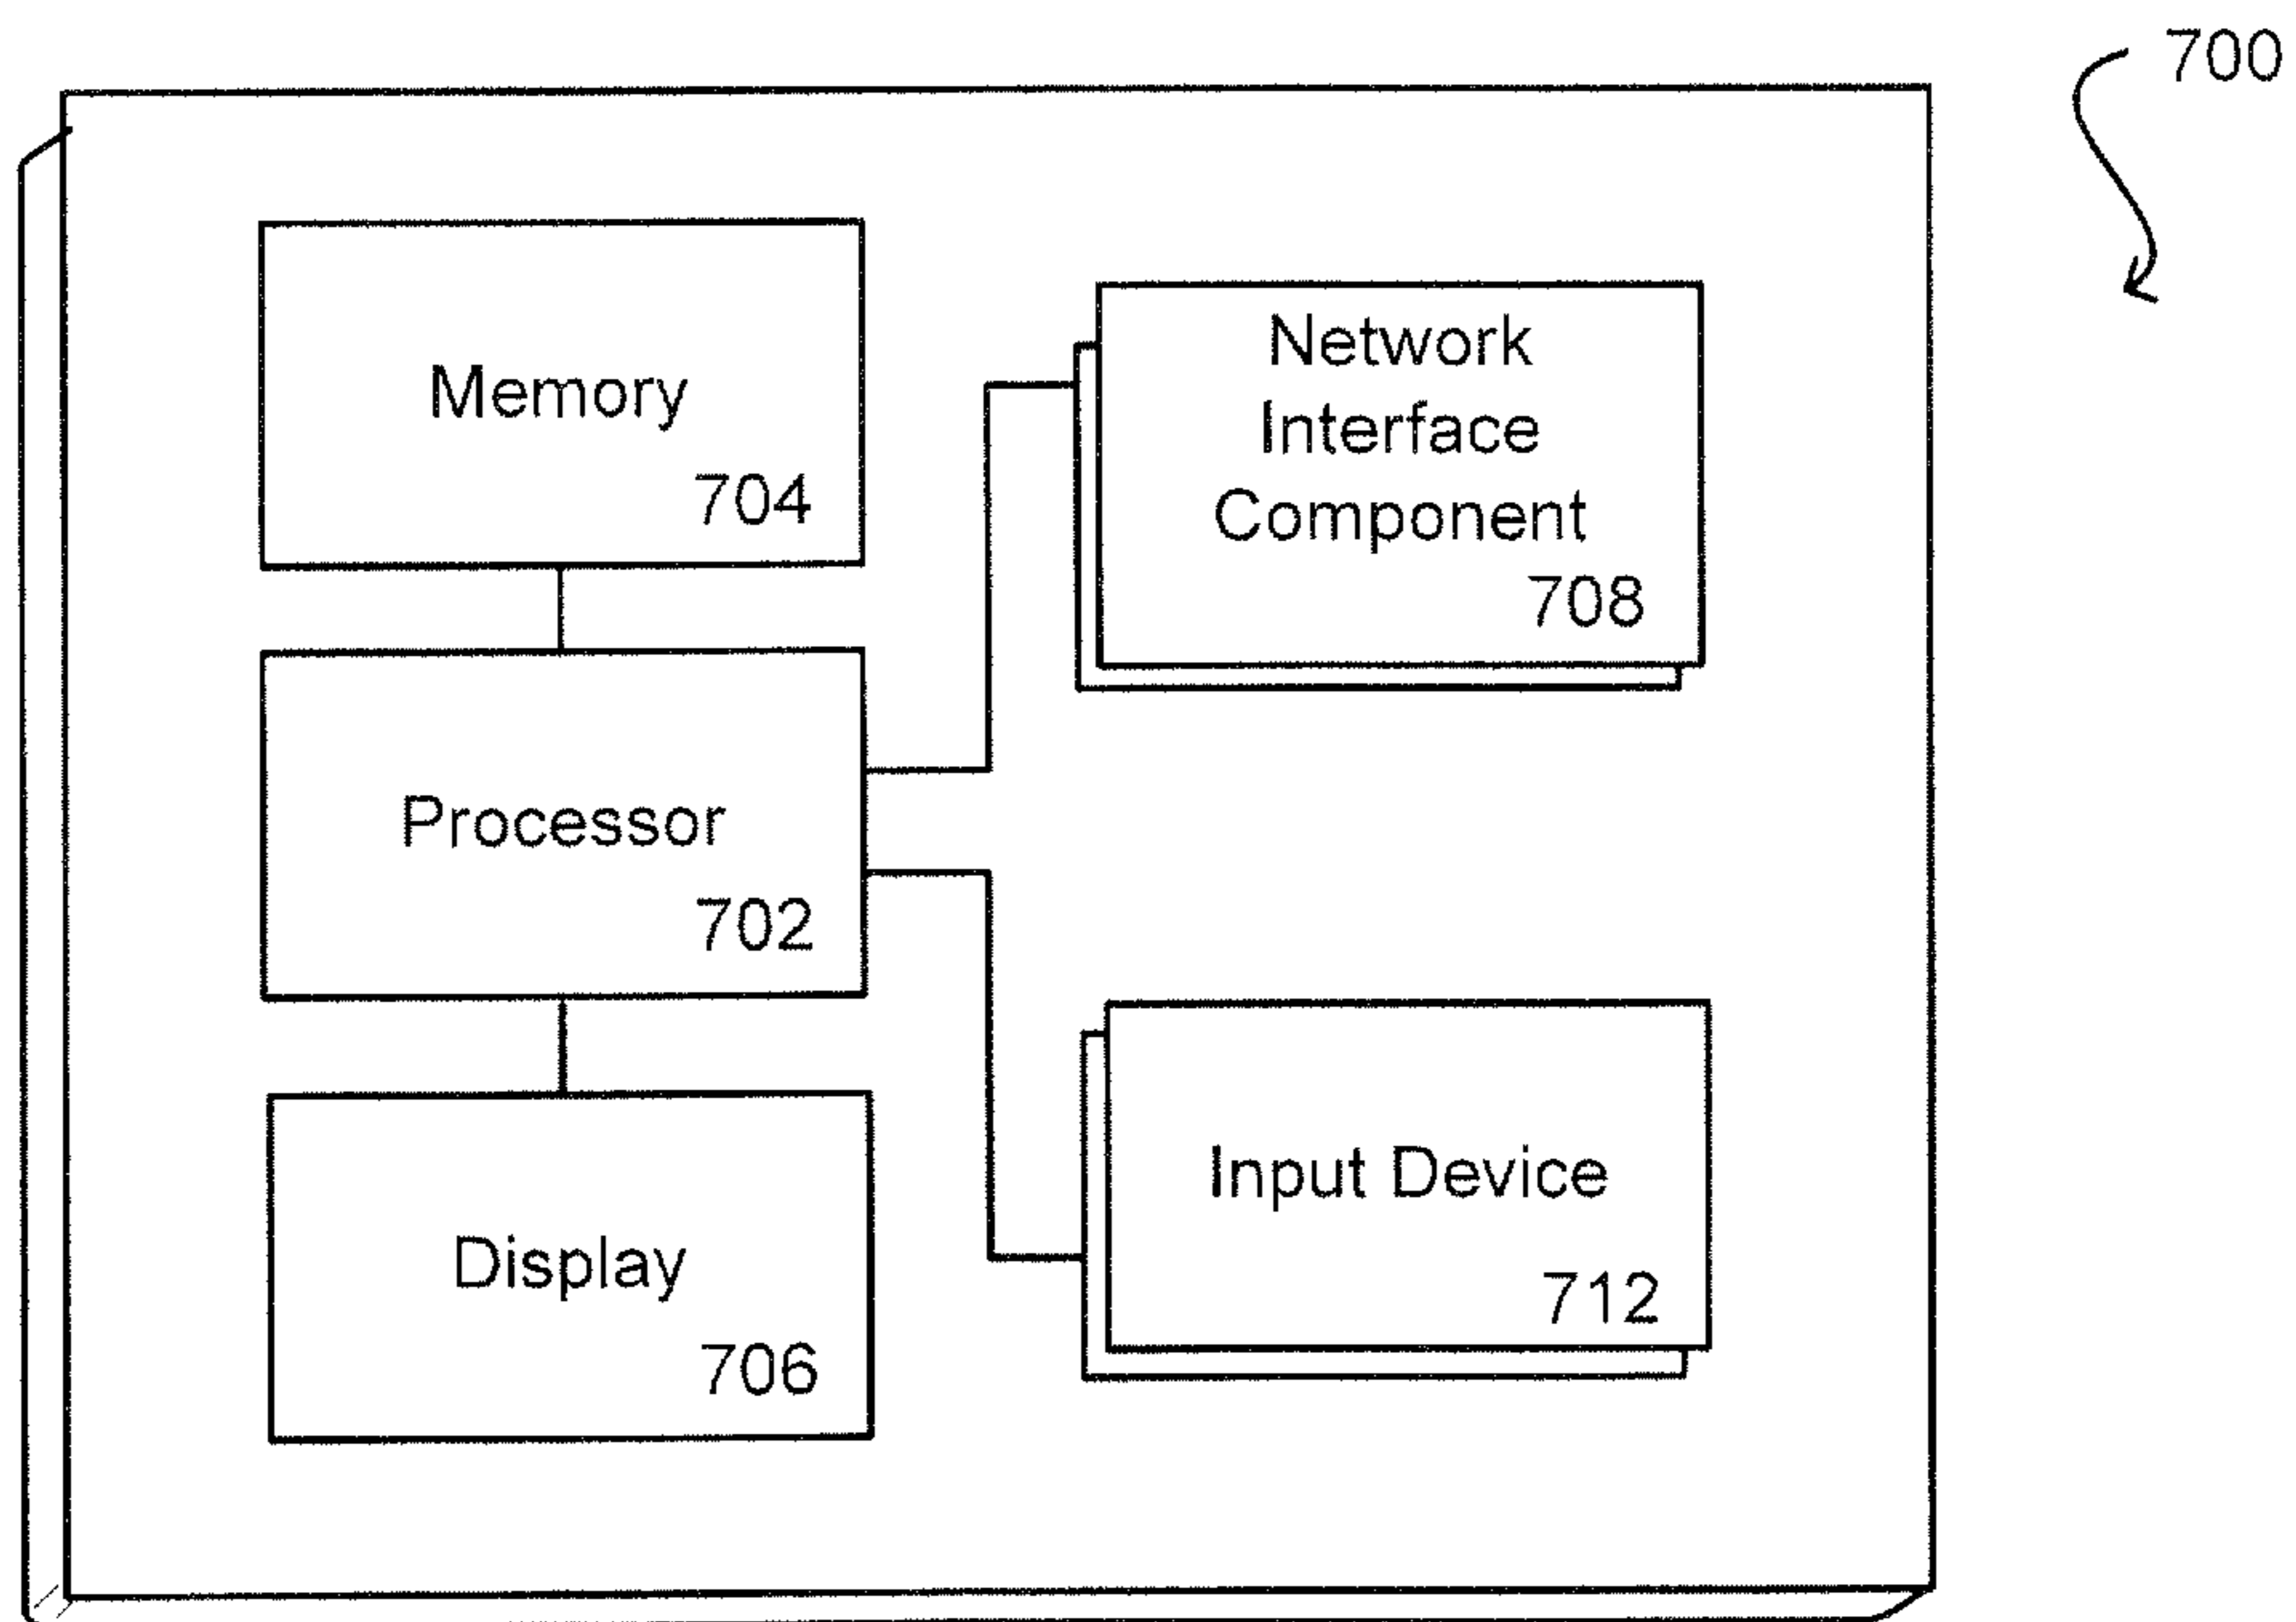 700
Memory
704
Network
Interface
Component
708
Processor
702
Input Device
712
Display
706